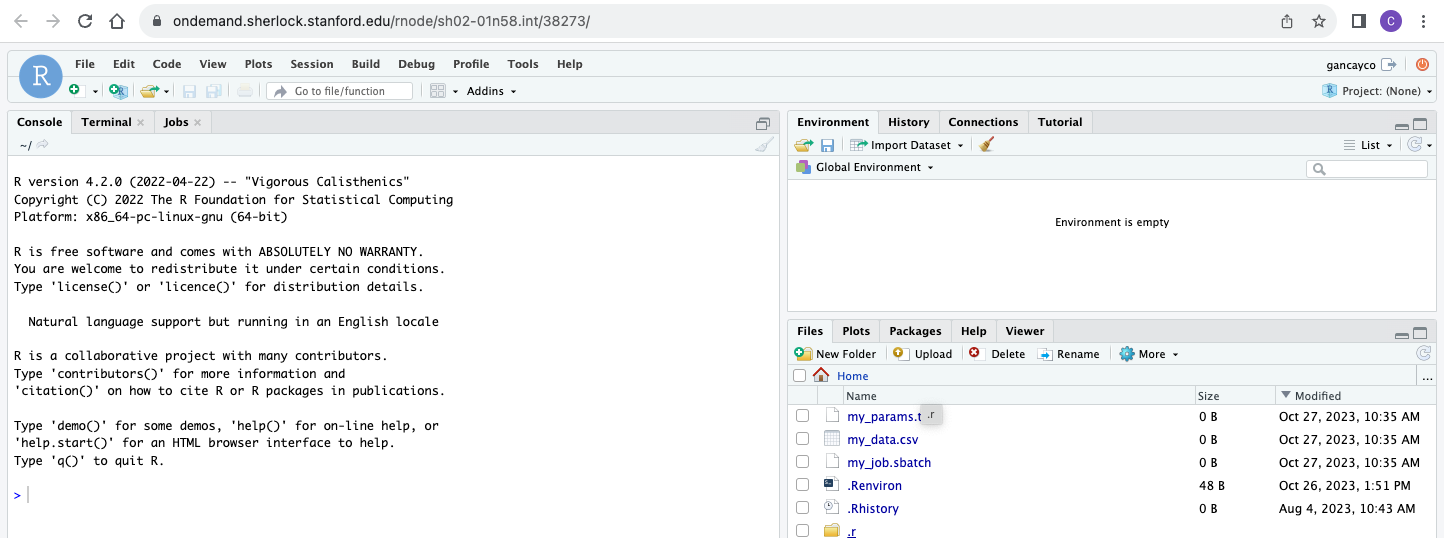 ondemand.sherlock.stanford.edu/rnode/sh02-01n58.int/38273/
C
R
File Edit Code View Plots Session Build Debug Profile Tools Help
gancayco
Go to file/function
Addins
Project: (None)
Console Terminal Jobs
~/
R version 4.2.0 (2022-04-22) -- "Vigorous Calisthenics"
Copyright (C) 2022 The R Foundation for Statistical Computing
Platform: x86_64-pc-linux-gnu (64-bit)
R is free software and comes with ABSOLUTELY NO WARRANTY.
You are welcome to redistribute it under certain conditions.
Type 'license()' or 'licence()' for distribution details.
Natural language support but running in an English locale
R is a collaborative project with many contributors.
Type 'contributors()' for more information and
'citation()' on how to cite R or R packages in publications.
Type 'demo()' for some demos, 'help()' for on-line help, or
'help.start()' for an HTML browser interface to help.
Type 'q()' to quit R.
>
Environment History Connections Tutorial
Import Dataset
List
Global Environment
Environment is empty
Files Plots Packages Help Viewer
New Folder Upload Delete Rename More
Home
...
Name Size Modified
my_params.t .r 0 B Oct 27, 2023, 10:35 AM
my_data.csv 0 B Oct 27, 2023, 10:35 AM
my_job.sbatch 0 B Oct 27, 2023, 10:35 AM
.Renviron 48 B Oct 26, 2023, 1:51 PM
.Rhistory 0 B Aug 4, 2023, 10:43 AM
.r